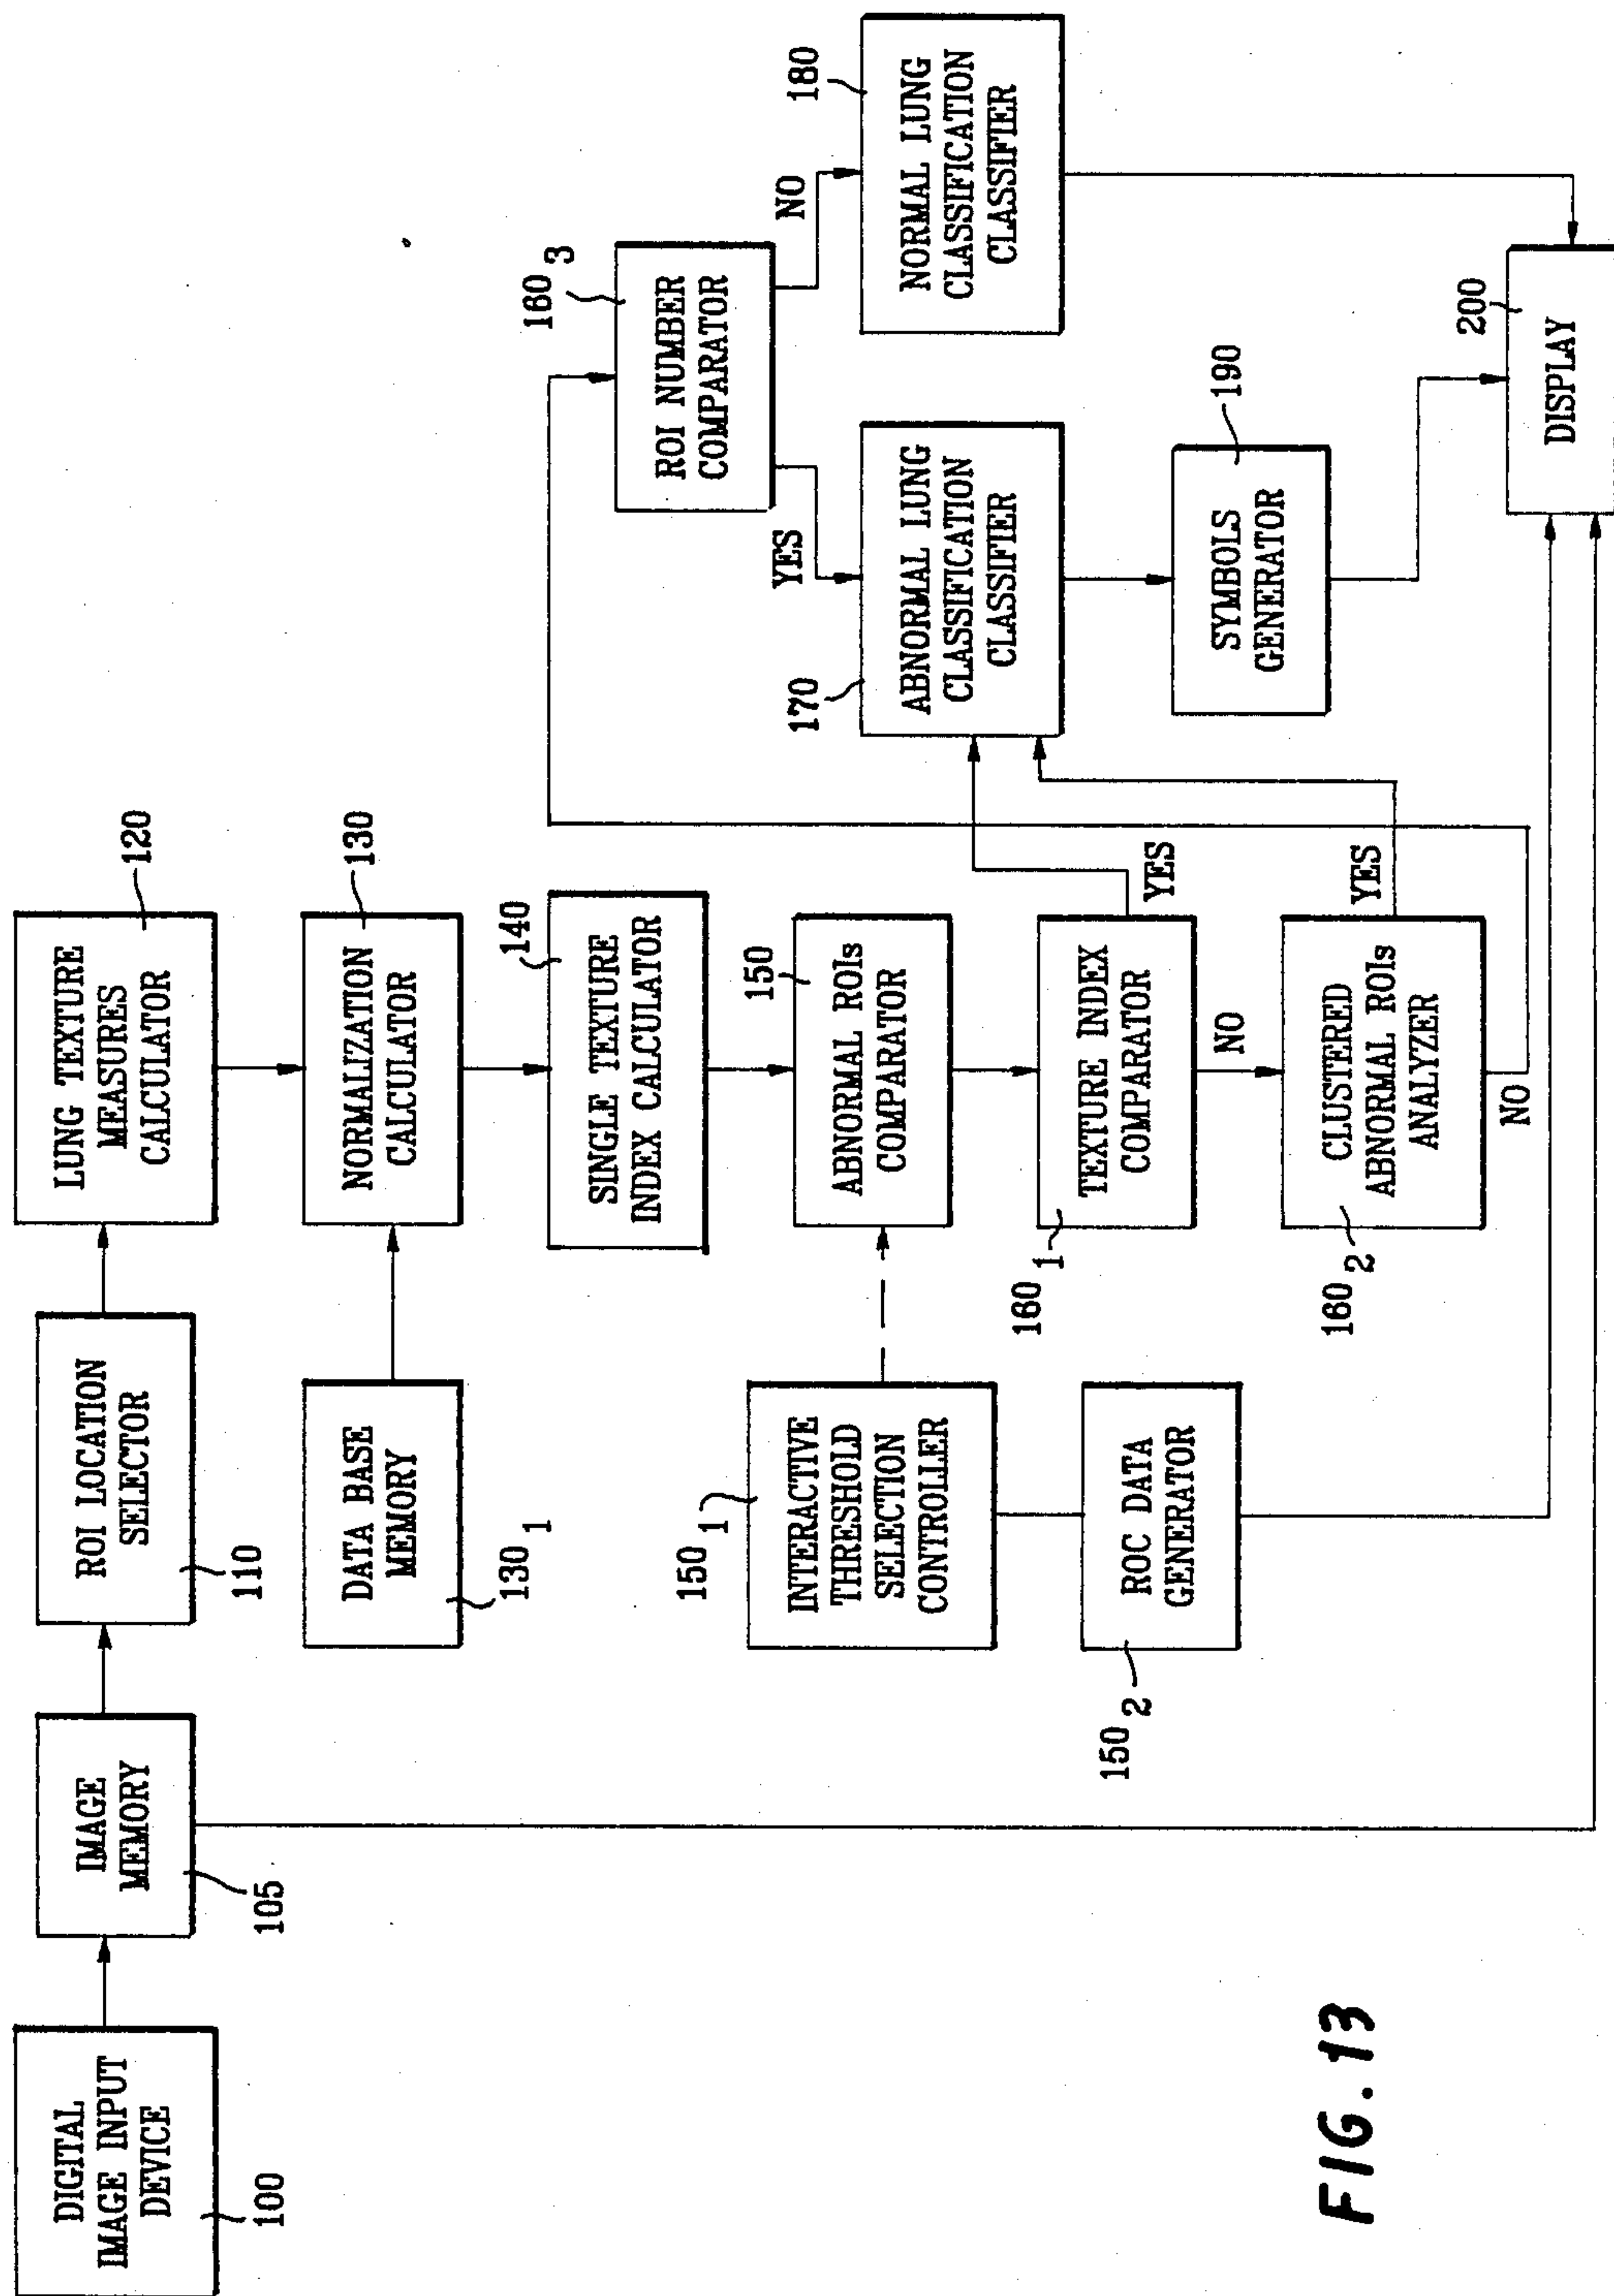 DIGITAL
IMAGE INPUT
DEVICE
100
IMAGE
MEMORY
105
ROI LOCATION
SELECTOR
110
LUNG TEXTURE
MEASURES
CALCULATOR
120
DATA BASE
MEMORY
130 1
NORMALIZATION
CALCULATOR
130
SINGLE TEXTURE
INDEX CALCULATOR
140
INTERACTVE
THRESHOLD
SELECTION
CONTROLLER
150 1
ABNORMAL ROIs
COMPARATOR
150
ROC DATA
GENERATOR
150 2
TEXTURE INDEX
COMPARATOR
160 1
YES
NO
CLUSTERED
ABNORMAL ROIs
ANALYZER
160 2
YES
NO
ROI NUMBER
COMPARATOR
160 3
YES
NO
ABNORMAL LUNG
CLASSIFICATION
CLASSIFIER
170
NORMAL LUNG
CLASSIFICATION
CLASSIFIER
180
SYMBOLS
GENERATOR
190
DISPLAY
200
FIG. 13